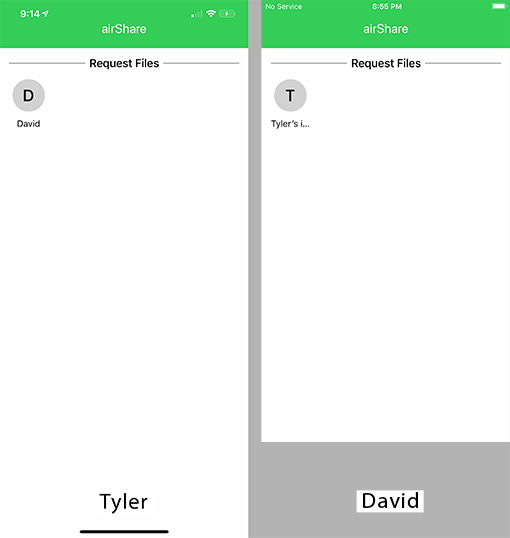 9:14
airShare
Request Files
D
David
Tyler
No Service
8:55 PM
airShare
Request Files
T
Tyler's i...
David